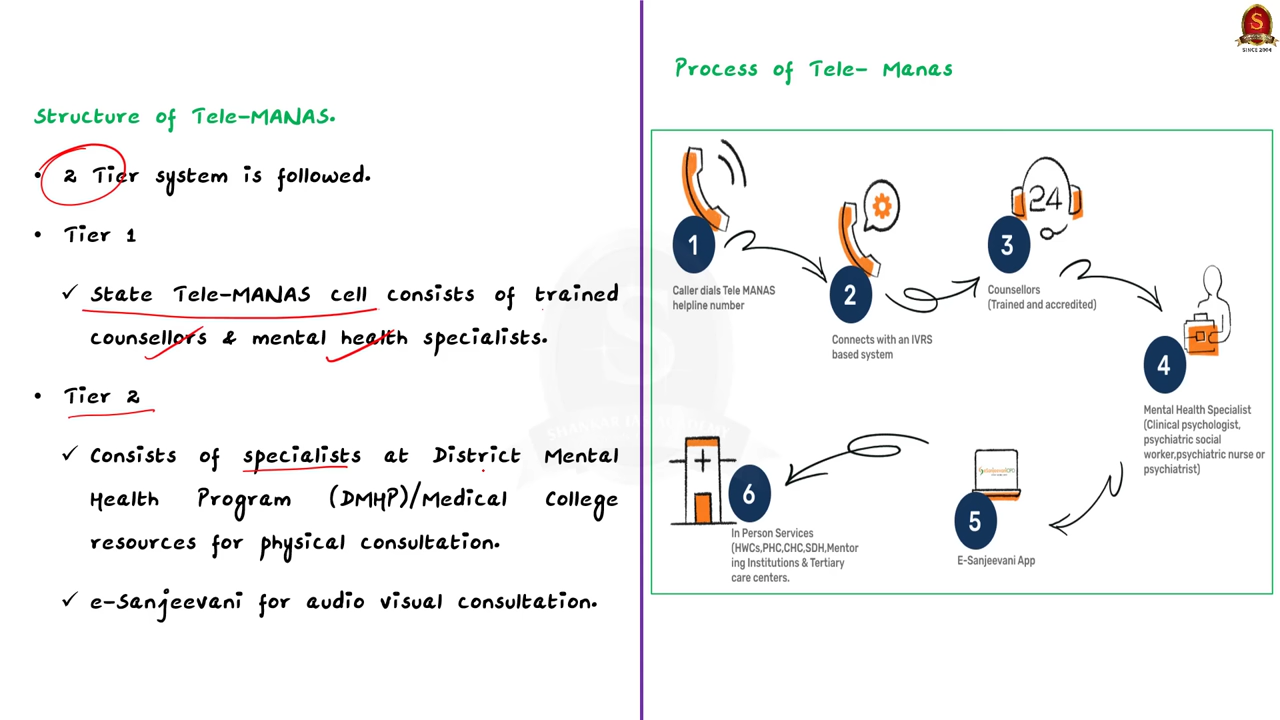 Structure of Tele-MANAS.
• 2 Tier system is followed.
• Tier 1
✓ State Tele-MANAS cell consists of trained
counsellors & mental health specialists.
• Tier 2
✓ Consists of specialists at District Mental
Health Program (DMHP)/Medical College
resources for physical consultation.
✓ e-Sanjeevani for audio visual consultation.
Process of Tele- Manas
1
Caller dials Tele MANAS
helpline number
2
Connects with an IVRS
based system
24
3
Counsellors
(Trained and accredited)
4
Mental Health Specialist
(Clinical psychologist,
psychiatric social
worker,psychiatric nurse or
psychiatrist)
5
E-Sanjeevani App
6
In Person Services
(HWCs,PHC,CHC,SDH,Mentor
ing Institutions & Tertiary
care centers.
S
SINCE 2004